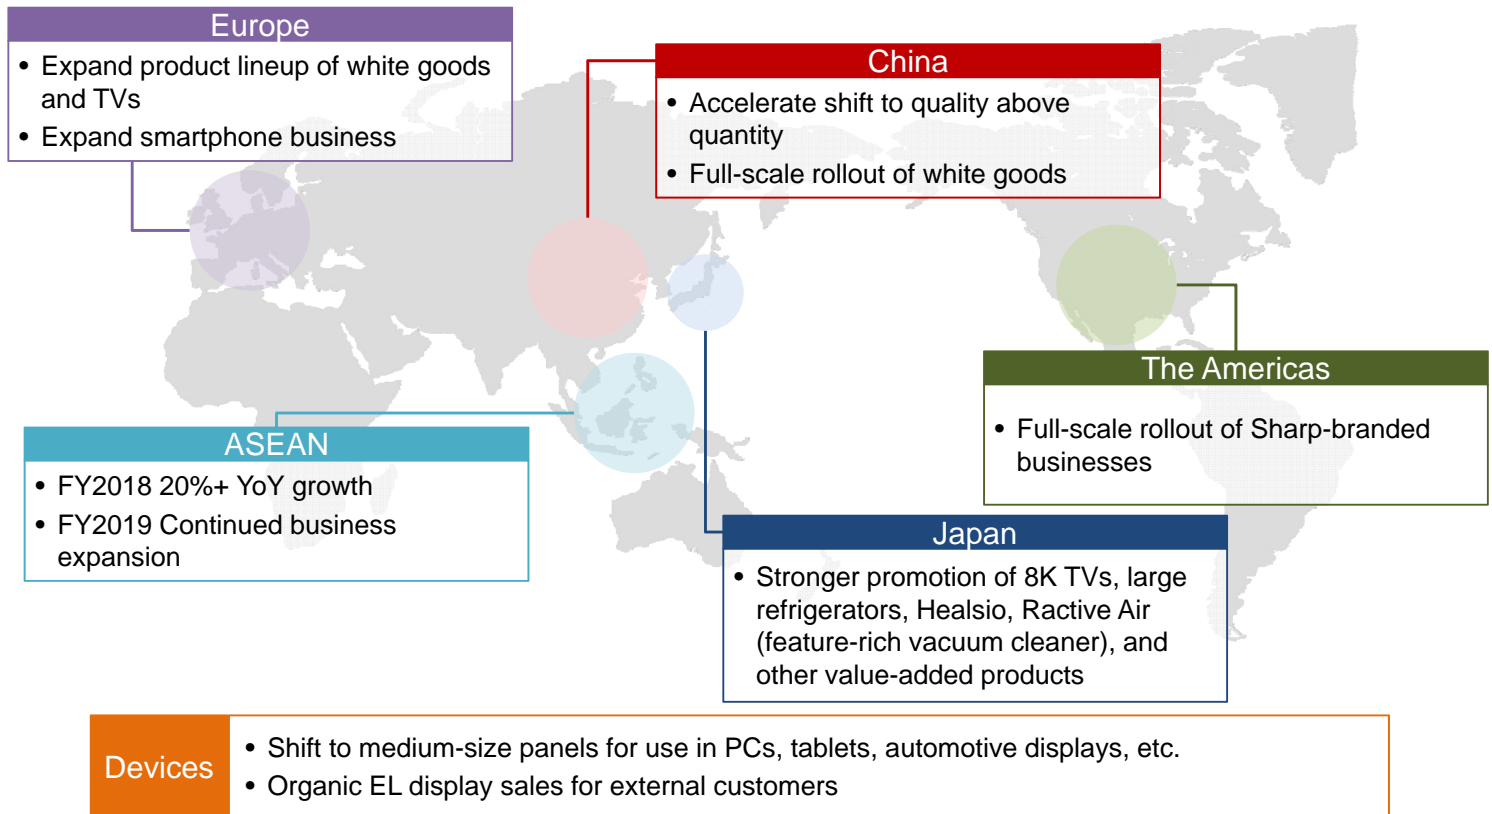 Europe
• Expand product lineup of white goods
and TVs
• Expand smartphone business
China
• Accelerate shift to quality above
quantity
• Full-scale rollout of white goods
The Americas
• Full-scale rollout of Sharp-branded
businesses
ASEAN
• FY2018 20%+ YoY growth
• FY2019 Continued business
expansion
Japan
• Stronger promotion of 8K TVs, large
refrigerators, Healsio, Ractive Air
(feature-rich vacuum cleaner), and
other value-added products
Devices
• Shift to medium-size panels for use in PCs, tablets, automotive displays, etc.
• Organic EL display sales for external customers